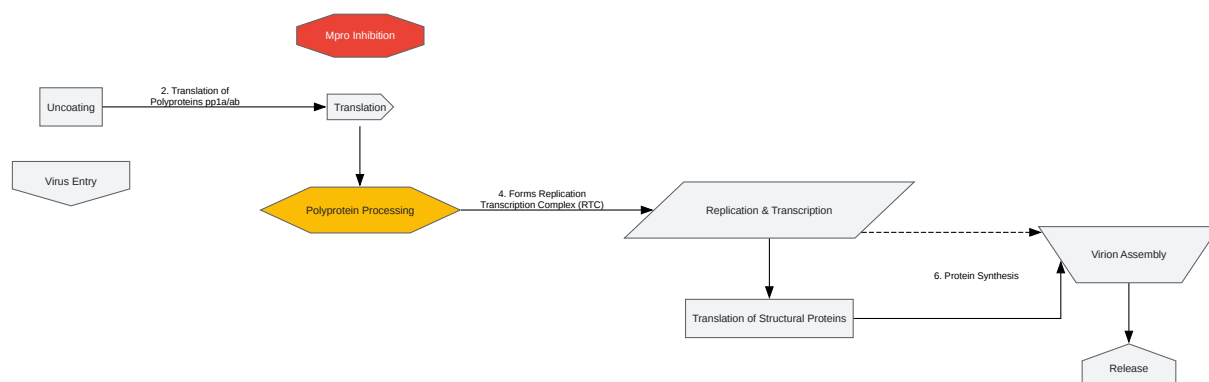 Mpro Inhibition
2. Translation of
Polyproteins pp1a/ab
Uncoating
Translation
Virus Entry
Polyprotein Processing
4. Forms Replication
Transcription Complex (RTC)
Replication & Transcription
Virion Assembly
6. Protein Synthesis
Translation of Structural Proteins
Release